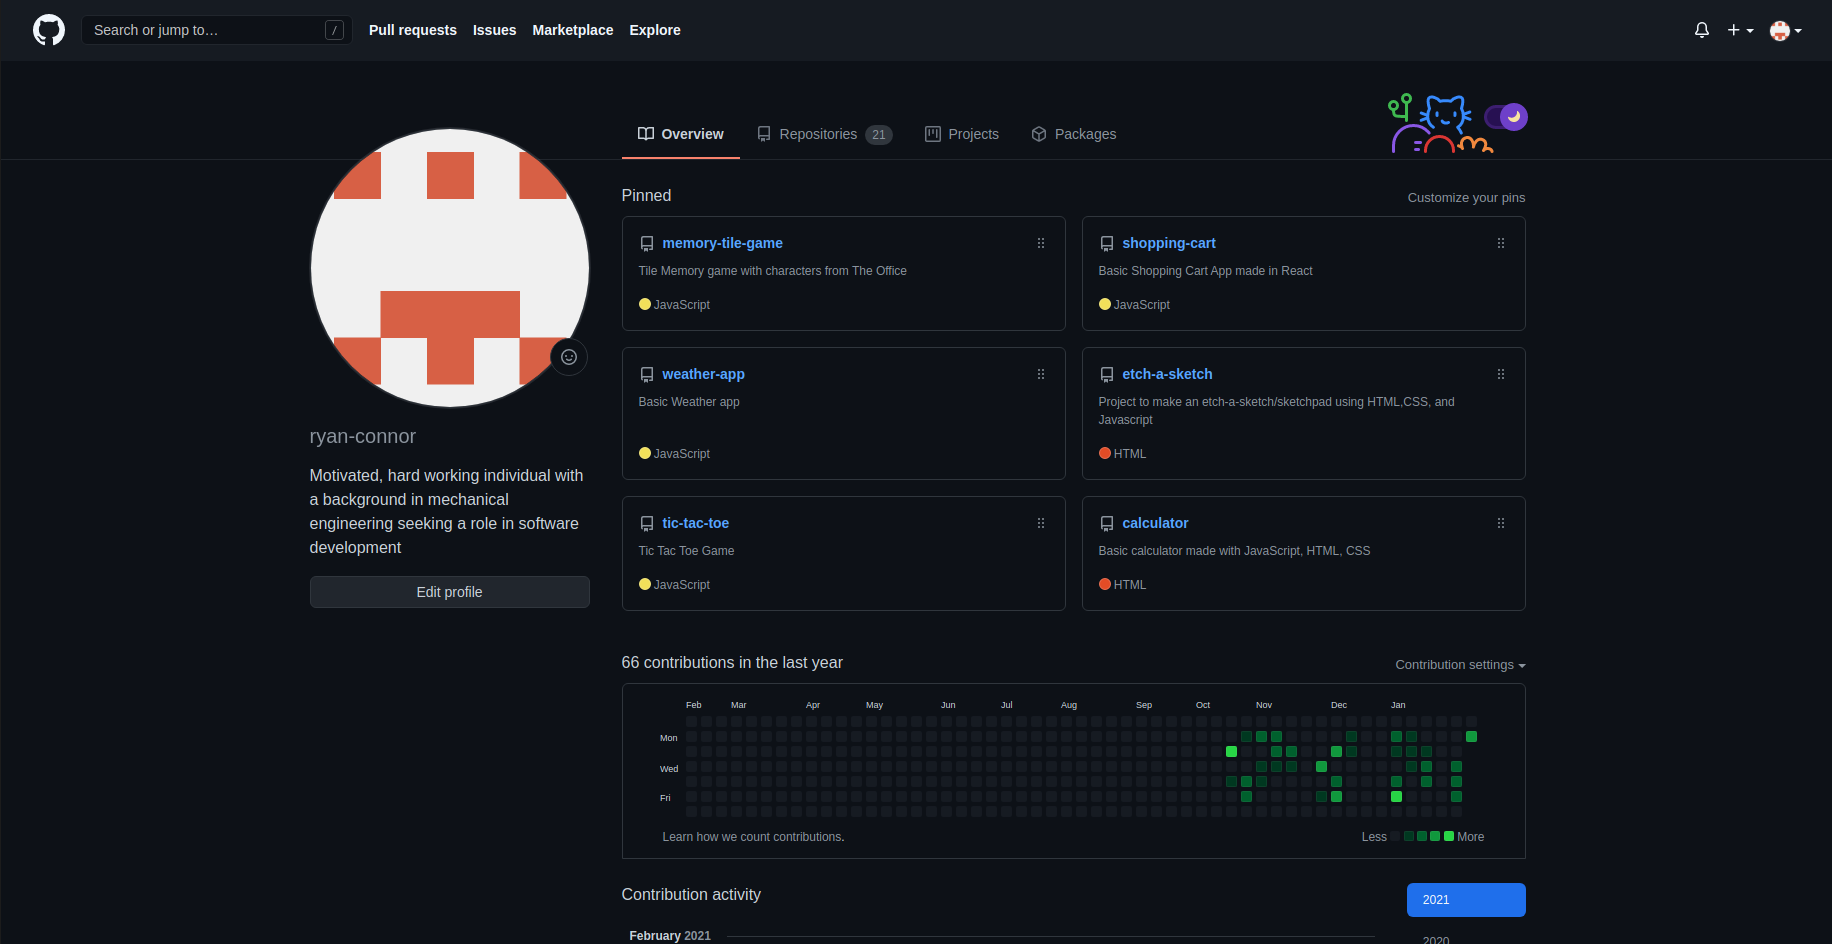 Search or jump to… /
Pull requests Issues Marketplace Explore
Overview Repositories 21 Projects Packages
ryan-connor
Motivated, hard working individual with
a background in mechanical
engineering seeking a role in software
development
Edit profile
Pinned
Customize your pins
memory-tile-game
Tile Memory game with characters from The Office
JavaScript
shopping-cart
Basic Shopping Cart App made in React
JavaScript
weather-app
Basic Weather app
JavaScript
etch-a-sketch
Project to make an etch-a-sketch/sketchpad using HTML,CSS, and
Javascript
HTML
tic-tac-toe
Tic Tac Toe Game
JavaScript
calculator
Basic calculator made with JavaScript, HTML, CSS
HTML
66 contributions in the last year
Contribution settings
Feb Mar Apr May Jun Jul Aug Sep Oct Nov Dec Jan
Mon
Wed
Fri
Learn how we count contributions.
Less More
Contribution activity
2021
February 2021
2020